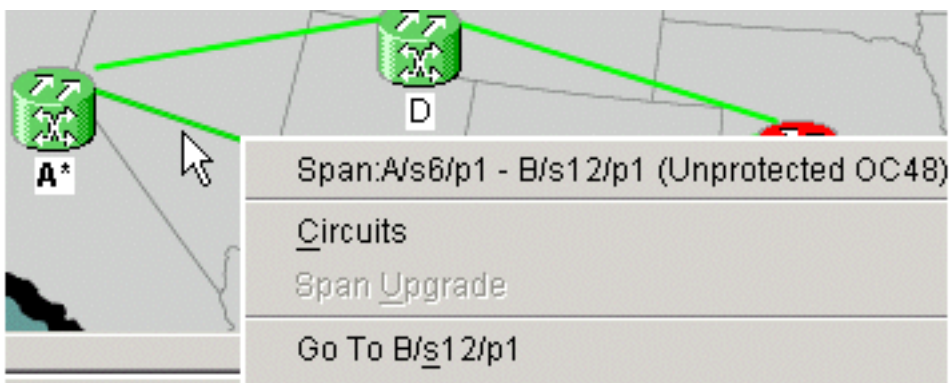 D
A*
Span:A/s6/p1 - B/s12/p1 (Unprotected OC48)
Circuits
Span Upgrade
Go To B/s12/p1